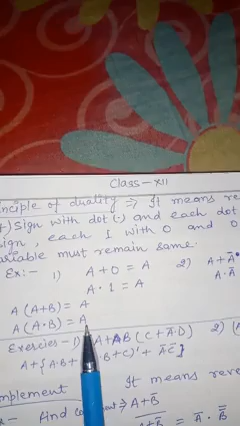 Class-XII
nciple of duality ⇒ It means re
(+) Sign with dot (·) and each dot
sign, each 1 with 0 and 0
ariable must remain same.
Ex:- 1) A + 0 = A 2) A + Ā
A · 1 = A A · Ā
A (A+B) = A
A (A·B) = A
Exercies - 1) A + AB (C + Ā·D) 2)
A + {A·B +
mplement It means reve
Find ⇒ A + B̅
A + B̅ = Ā · B̿